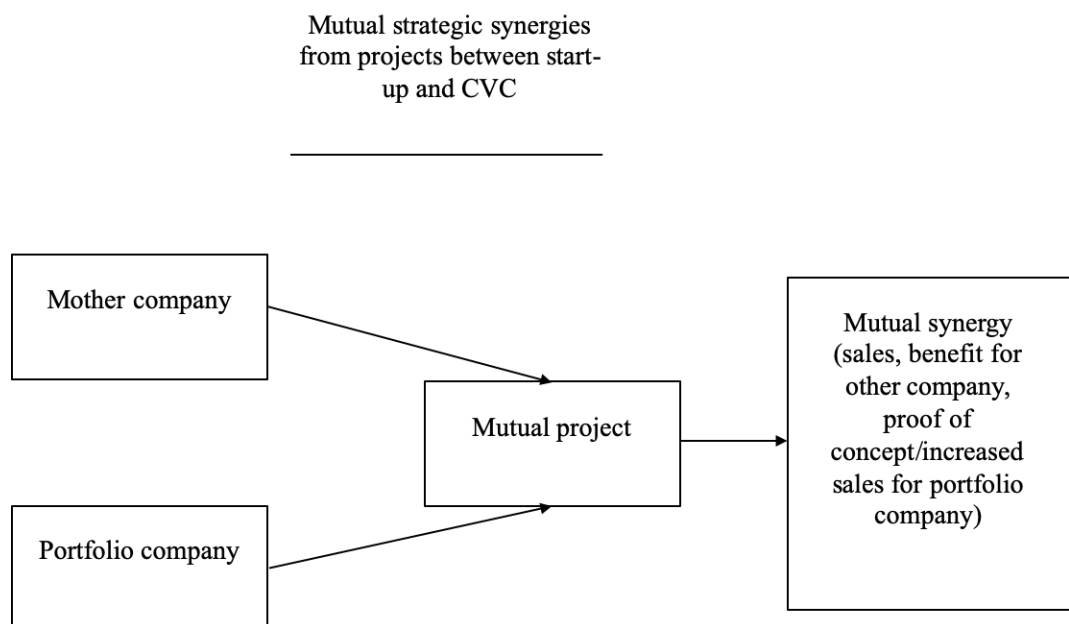 Mutual strategic synergies
from projects between start-
up and CVC
Mother company
Mutual project
Portfolio company
Mutual synergy
(sales, benefit for
other company,
proof of
concept/increased
sales for portfolio
company)